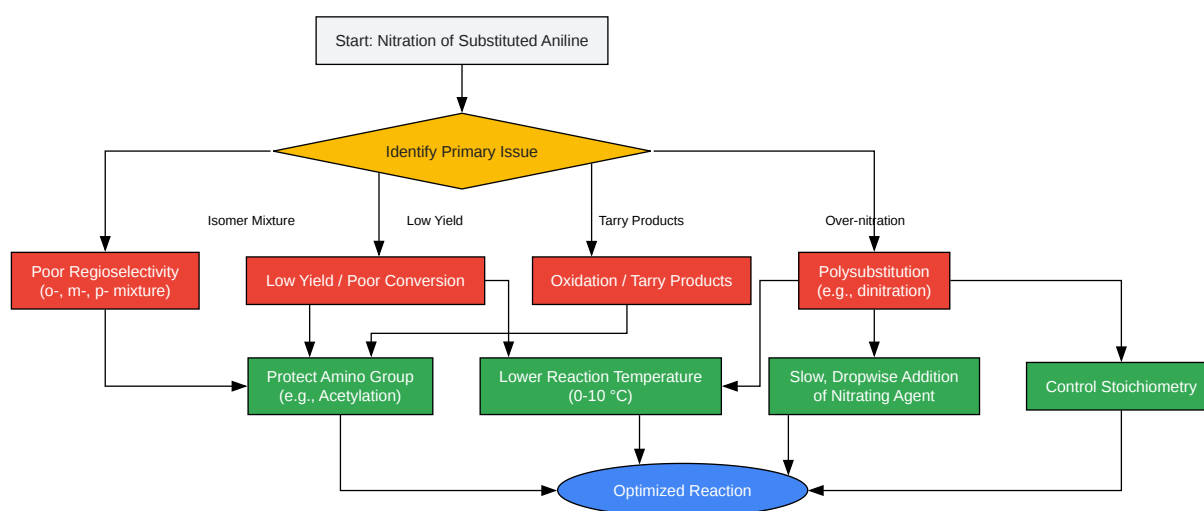 Start: Nitration of Substituted Aniline
Identify Primary Issue
Isomer Mixture
Low Yield
Tarry Products
Over-nitration
Poor Regioselectivity
(o-, m-, p- mixture)
Low Yield / Poor Conversion
Oxidation / Tarry Products
Polysubstitution
(e.g., dinitration)
Protect Amino Group
(e.g., Acetylation)
Lower Reaction Temperature
(0-10 °C)
Slow, Dropwise Addition
of Nitrating Agent
Control Stoichiometry
Optimized Reaction